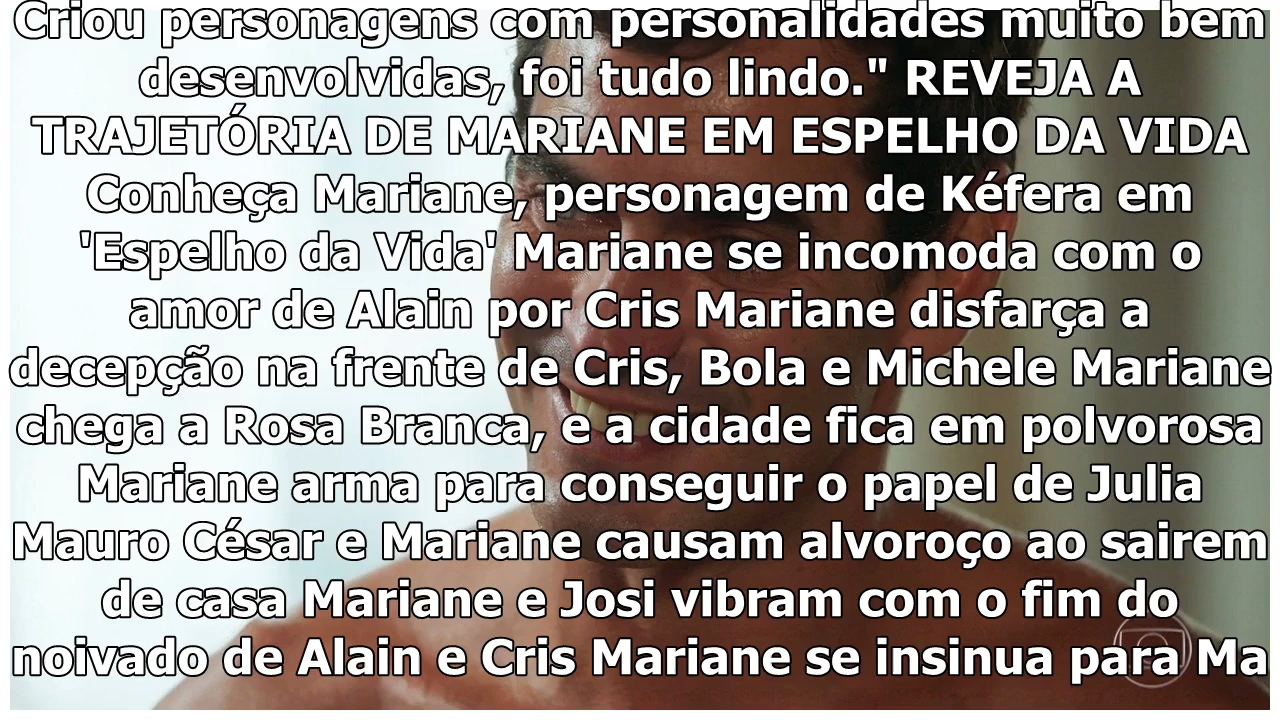 Criou personagens com personalidades muito bem
desenvolvidas, foi tudo lindo." REVEJA A
TRAJETÓRIA DE MARIANE EM ESPELHO DA VIDA
Conheça Mariane, personagem de Kéfera em
'Espelho da Vida' Mariane se incomoda com o
amor de Alain por Cris Mariane disfarça a
decepção na frente de Cris, Bola e Michele Mariane
chega a Rosa Branca, e a cidade fica em polvorosa
Mariane arma para conseguir o papel de Julia
Mauro César e Mariane causam alvoroço ao sairem
de casa Mariane e Josi vibram com o fim do
noivado de Alain e Cris Mariane se insinua para Ma